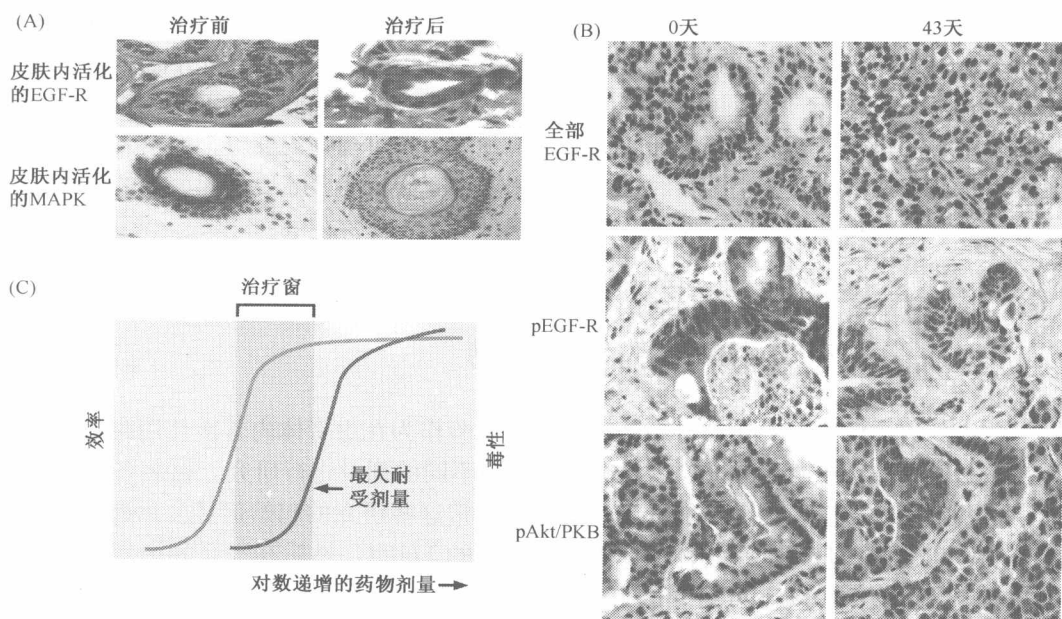 (A)
治疗前
治疗后
皮肤内活化
的EGF-R
皮肤内活化
的MAPK
(B)
0天
43天
全部
EGF-R
pEGF-R
pAkt/PKB
(C)
治疗窗
效率
毒性
最大耐
受剂量
对数递增的药物剂量